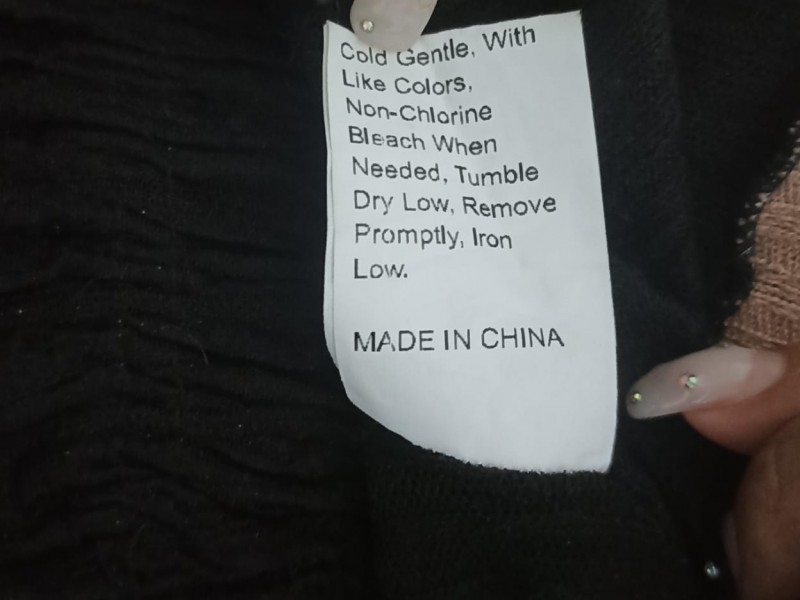 Cold Gentle, With
Like Colors,
Non-Chlorine
Bleach When
Needed, Tumble
Dry Low, Remove
Promptly, Iron
Low.
MADE IN CHINA